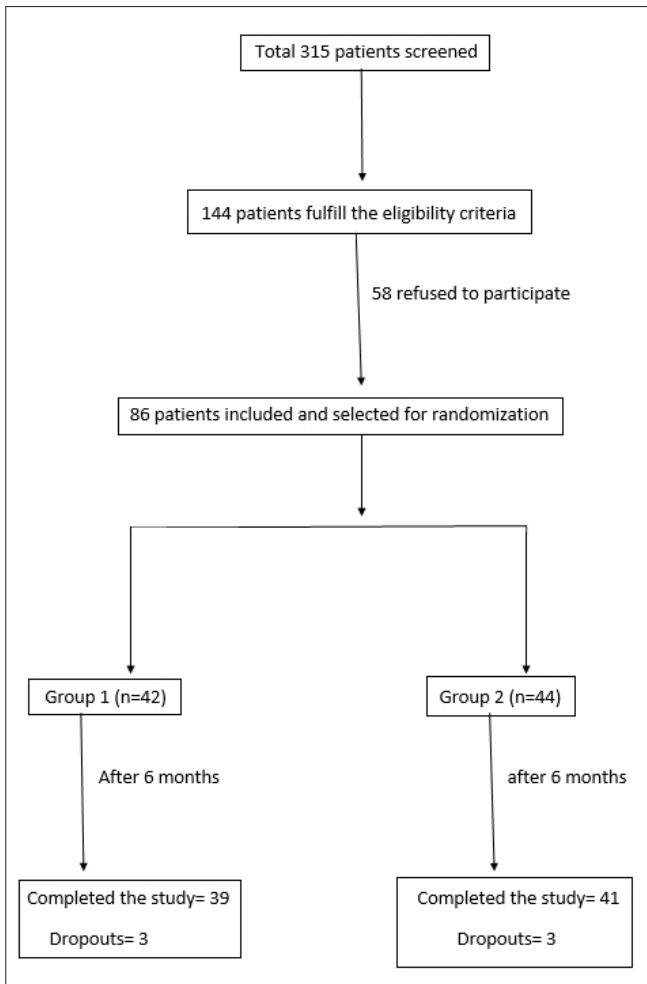 Total 315 patients screened
144 patients fulfill the eligibility criteria
58 refused to participate
86 patients included and selected for randomization
Group 1 (n=42)
Group 2 (n=44)
After 6 months
after 6 months
Completed the study= 39
Dropouts= 3
Completed the study= 41
Dropouts= 3